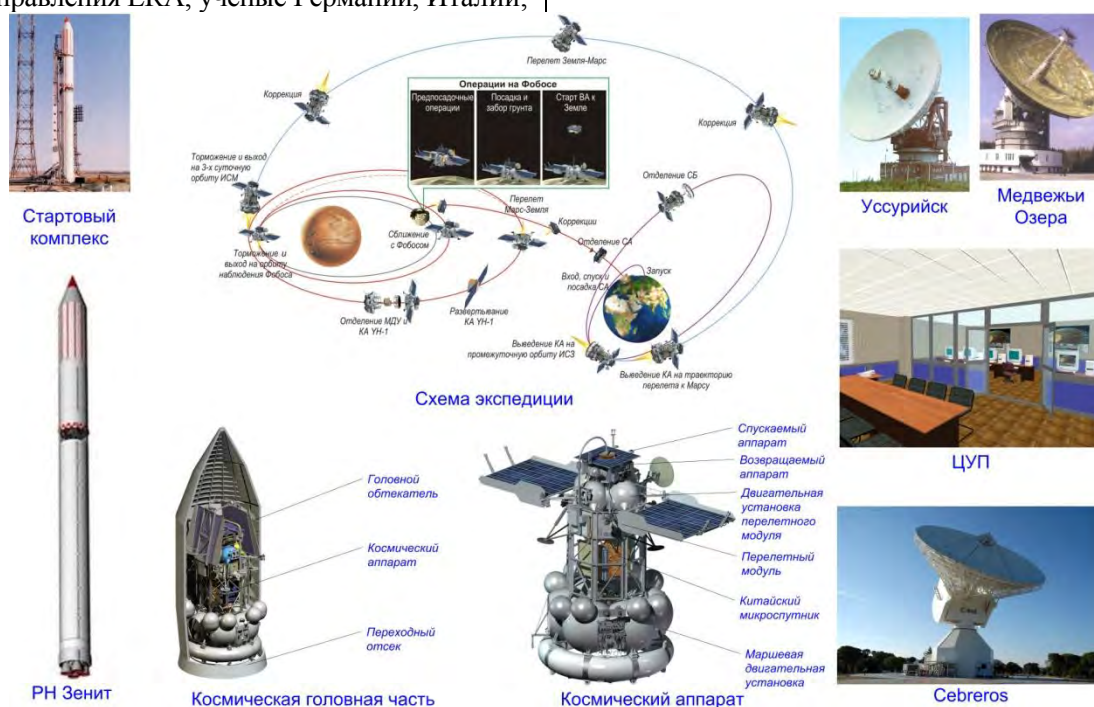 правления ЕКА, ученые Германии, Италии,
Стартовый
комплекс
РН Зенит
Перелет Земля-Марс
Коррекция
Операции на Фобосе
Предпосадочные
операции
Посадка и
забор грунта
Старт ВА к
Земле
Коррекция
Торможение и выход
на 3-х суточную
орбиту ИСМ
Отделение СБ
Перелет
Марс-Земля
Коррекции
Сближение
с Фобосом
Отделение СА
Торможение и
выход на орбиту
наблюдения Фобоса
Вход, спуск и
посадка СА
Запуск
Отделение МДУ и
КА YH-1
Развертывание
КА YH-1
Выведение КА на
промежуточную орбиту ИСЗ
Выведение КА на траекторию
перелета к Марсу
Схема экспедиции
Уссурийск
Медвежьи
Озера
ЦУП
Головной
обтекатель
Космический
аппарат
Переходный
отсек
Космическая головная часть
Спускаемый
аппарат
Возвращаемый
аппарат
Двигательная
установка
перелетного
модуля
Перелетный
модуль
Китайский
микроспутник
Маршевая
двигательная
установка
Космический аппарат
Cebreros